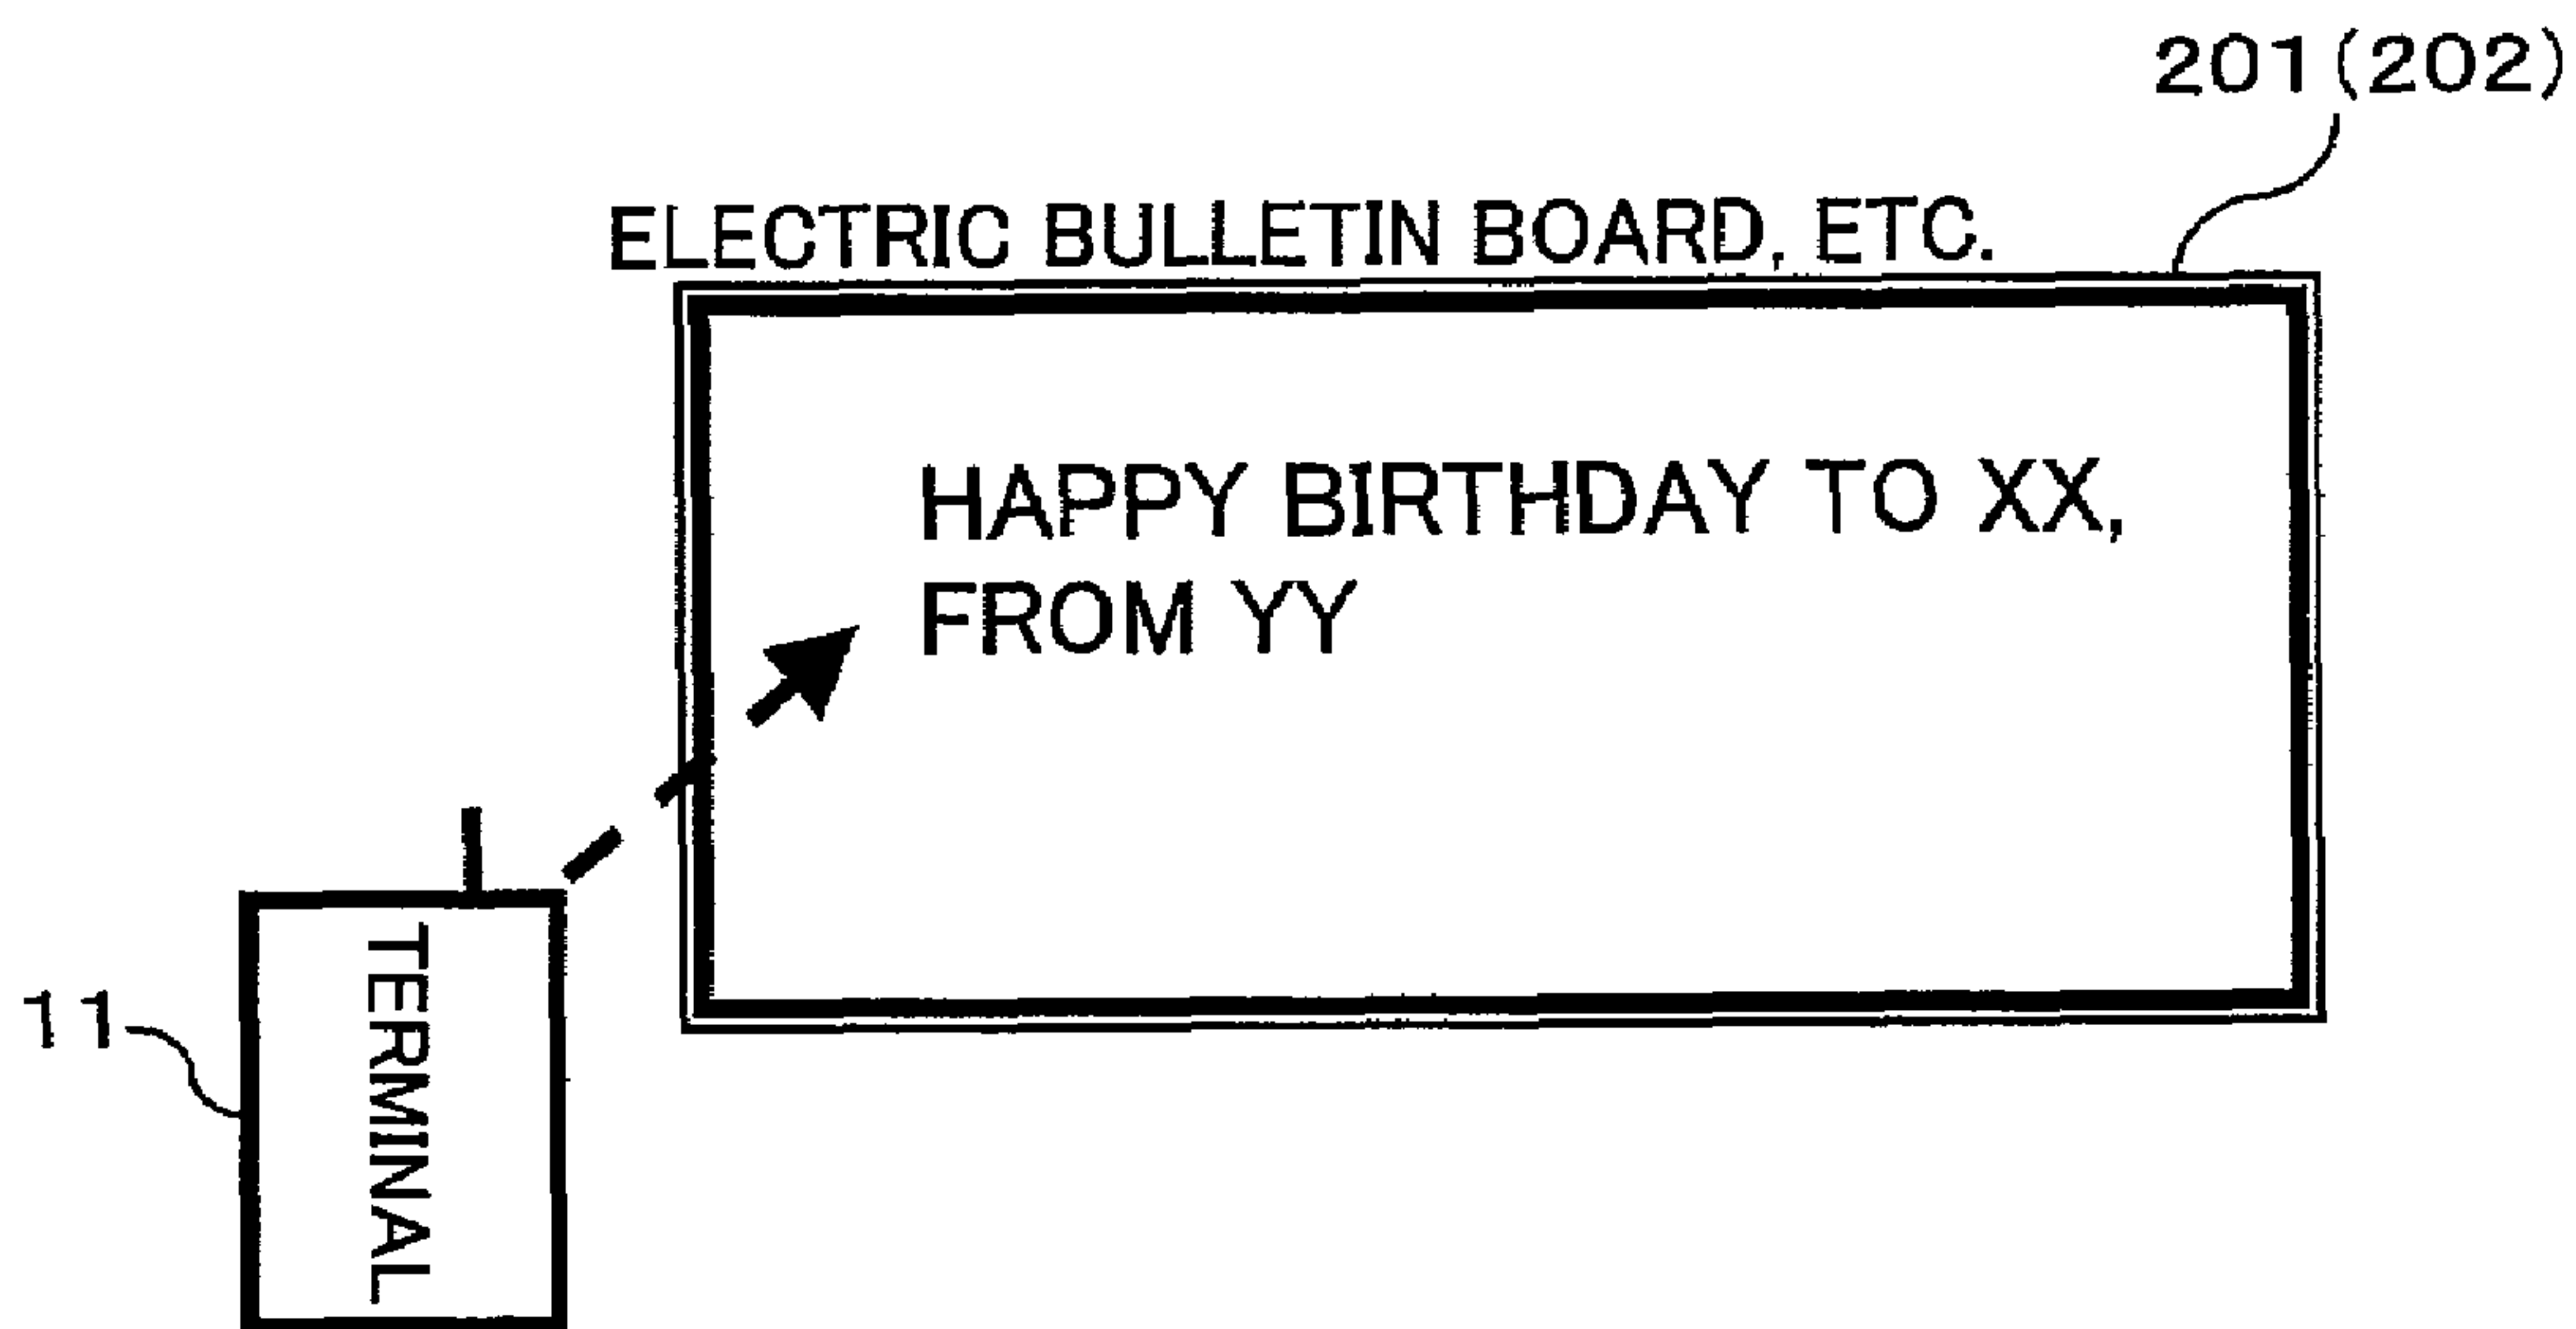 201(202)
ELECTRIC BULLETIN BOARD, ETC.
HAPPY BIRTHDAY TO XX,
FROM YY
11
TERMINAL